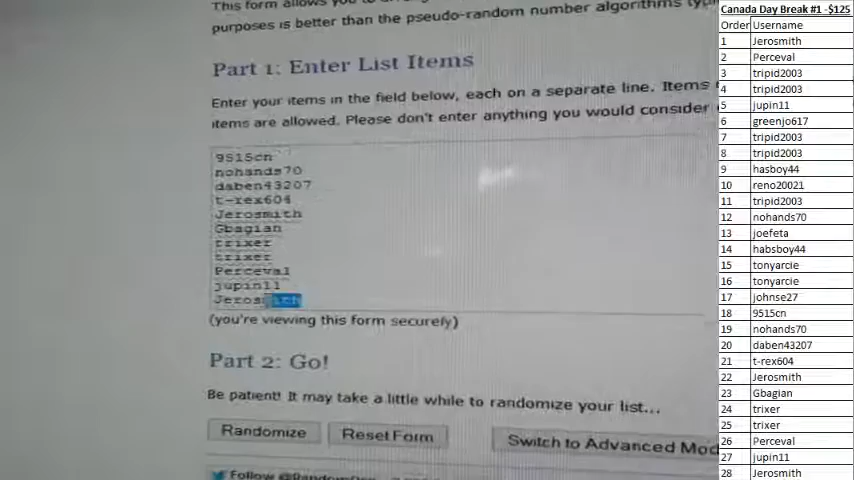 This form allows you to
purposes is better than the pseudo-random number algorithms
Part 1: Enter List Items
Enter your items in the field below, each on a separate line. Items
items are allowed. Please don't enter anything you would consider
9515cn
nohands70
daben43207
t-rex604
Jerosmith
Gbagian
trixer
trixer
Perceval
jupin11
Jerosmith
(you're viewing this form securely)
Part 2: Go!
Be patient! It may take a little while to randomize your list...
Randomize Reset Form Switch to Advanced
Follow
Canada Day Break #1 -$125
Order Username
1 Jerosmith
2 Perceval
3 tripid2003
4 tripid2003
5 jupin11
6 greenjo617
7 tripid2003
8 tripid2003
9 hasboy44
10 reno20021
11 tripid2003
12 nohands70
13 joefeta
14 habsboy44
15 tonyarcie
16 tonyarcie
17 johnse27
18 9515cn
19 nohands70
20 daben43207
21 t-rex604
22 Jerosmith
23 Gbagian
24 trixer
25 trixer
26 Perceval
27 jupin11
28 Jerosmith